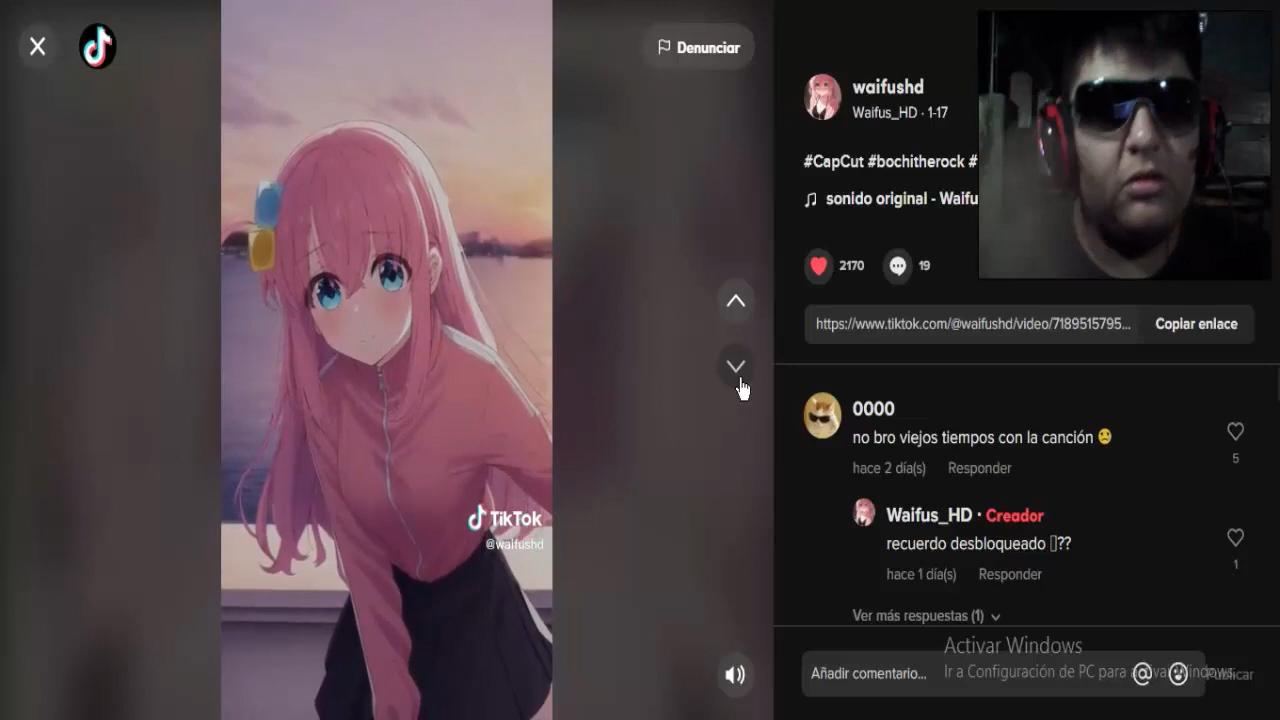 Denunciar
waifushd
Waifus_HD · 1-17
#CapCut #bochitherock #
sonido original - Waifu
2170
19
https://www.tiktok.com/@waifushd/video/7189515795...
Copiar enlace
0000
no bro viejos tiempos con la canción
hace 2 día(s) Responder
5
Waifus_HD · Creador
recuerdo desbloqueado ▯??
hace 1 día(s) Responder
1
Ver más respuestas (1)
TikTok
@waifushd
Activar Windows
Ir a Configuración de PC para activar Windows.
Añadir comentario...
Publicar